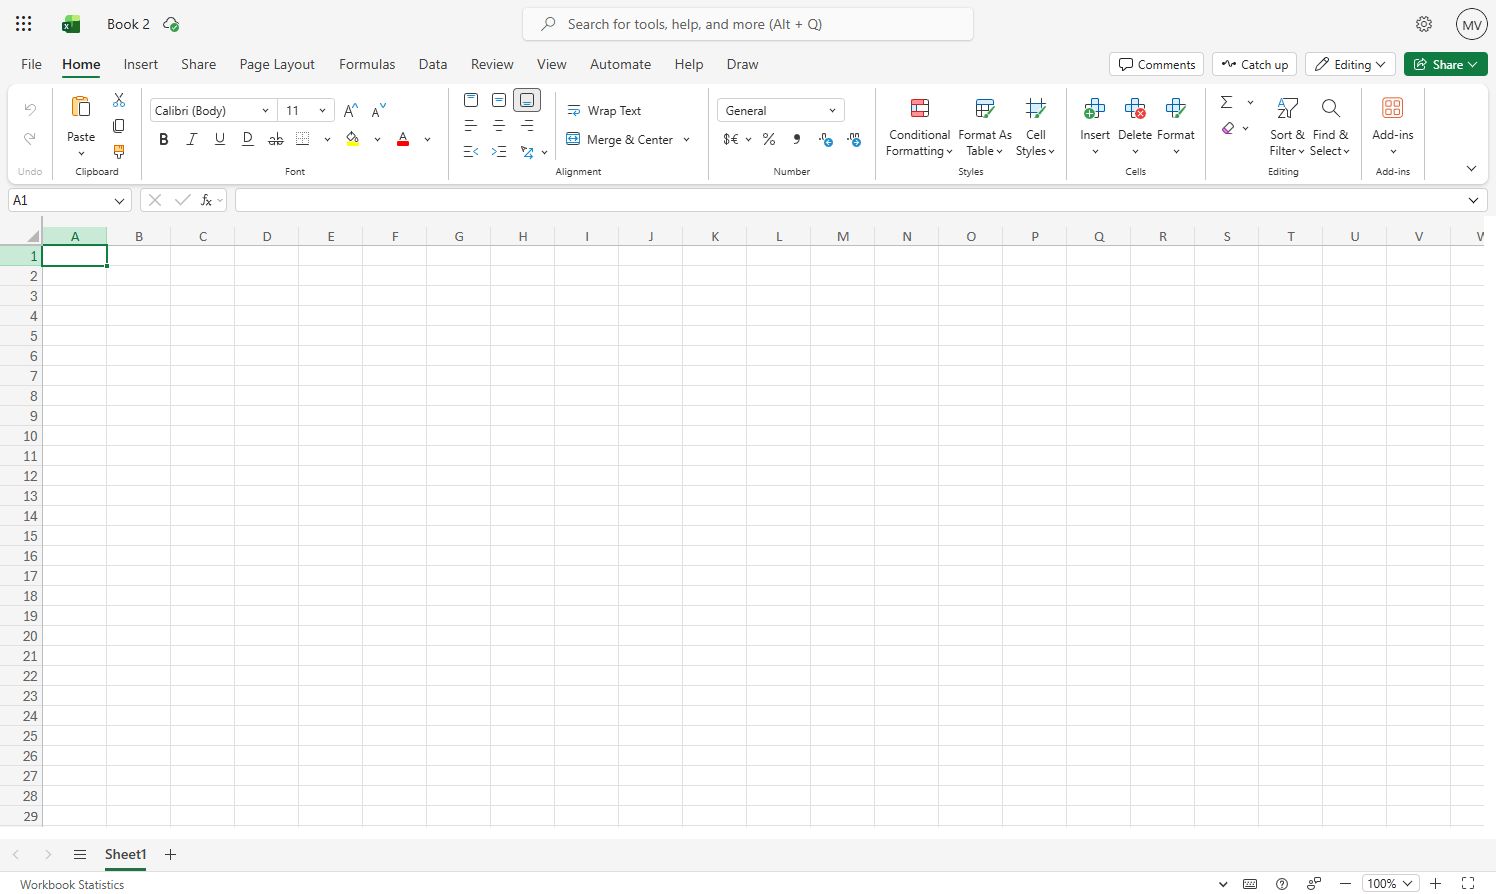 Book 2
Search for tools, help, and more (Alt + Q)
MV
File Home Insert Share Page Layout Formulas Data Review View Automate Help Draw
Comments Catch up Editing Share
Calibri (Body) 11 A A
Wrap Text
General
Paste
B I U D ab A
Merge & Center
$€ % 9
Conditional Formatting
Format As Table
Cell Styles
Insert Delete Format
Σ
Sort & Filter
Find & Select
Add-ins
Undo Clipboard Font Alignment Number Styles Cells Editing Add-ins
A1 fx
A B C D E F G H I J K L M N O P Q R S T U V
1
2
3
4
5
6
7
8
9
10
11
12
13
14
15
16
17
18
19
20
21
22
23
24
25
26
27
28
29
Sheet1
Workbook Statistics
100%